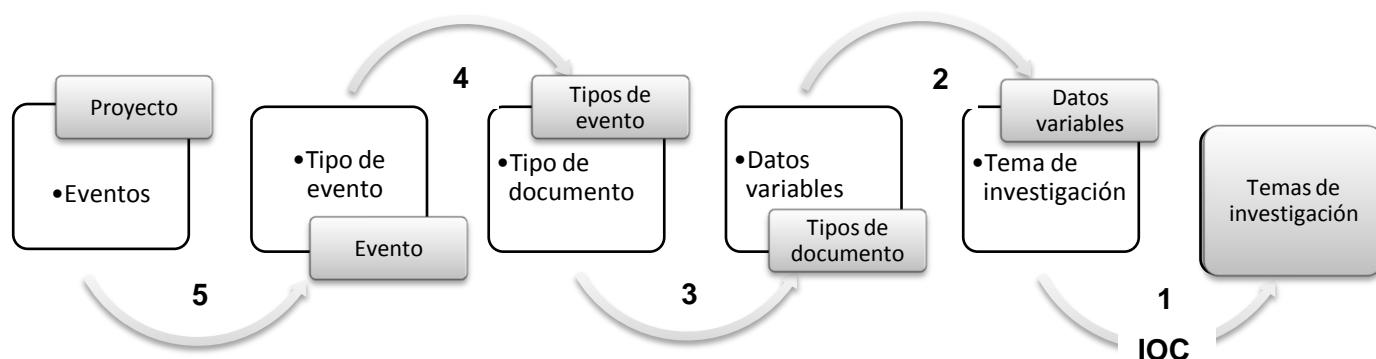 Proyecto
•Eventos
5
•Tipo de
evento
Evento
4
Tipos de
evento
•Tipo de
documento
3
•Datos
variables
Tipos de
documento
2
Datos
variables
•Tema de
investigación
1
IOC
Temas de
investigación